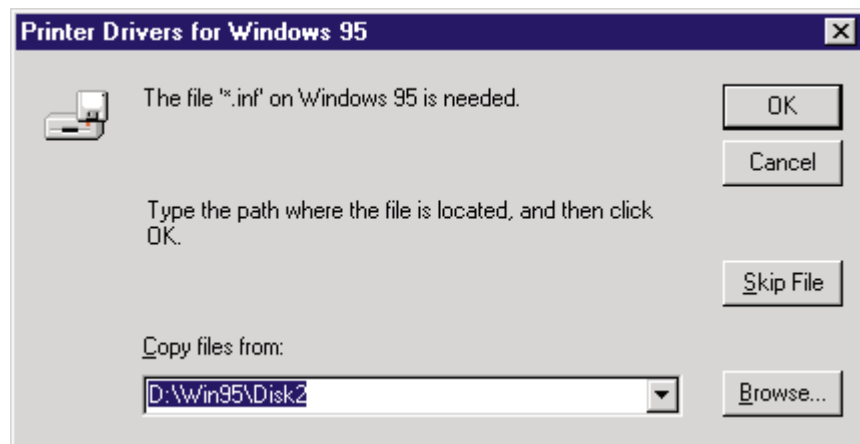 Printer Drivers for Windows 95
The file '*.inf' on Windows 95 is needed.
OK
Cancel
Type the path where the file is located, and then click
OK.
Skip File
Copy files from:
D:\Win95\Disk2
Browse...